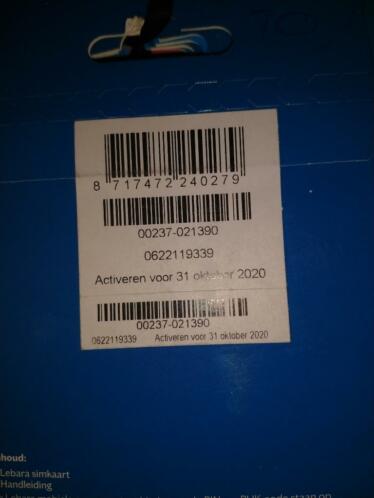 8 717472 240279
00237-021390
0622119339
Activeren voor 31 oktober 2020
00237-021390
0622119339 Activeren voor 31 oktober 2020
houd:
Lebara simkaart
Handleiding